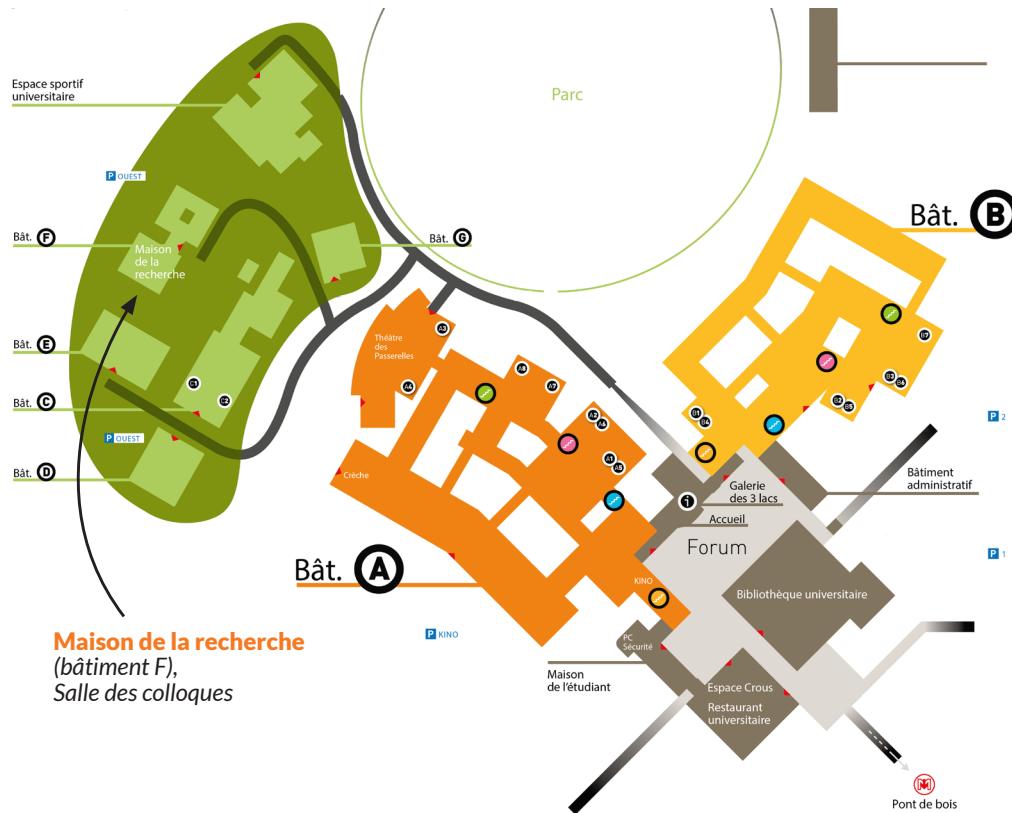 Espace sportif
universitaire
Parc
P OUEST
Bât. B
Bât. F
Maison
de la
recherche
Bât. G
A3
Théâtre
des
Passerelles
B7
Bât. E
A8
A4
A7
C1
C2
B3
B6
Bât. C
B2
B5
A2
A6
B1
B4
P 2
P OUEST
A1
A5
Bât. D
Crèche
Bâtiment
administratif
i
Galerie
des 3 lacs
Accueil
Forum
P 1
Bât. A
KINO
Bibliothèque universitaire
P KINO
Maison de la recherche
(bâtiment F),
Salle des colloques
PC
Sécurité
Maison
de l'étudiant
Espace Crous
Restaurant
universitaire
M
Pont de bois